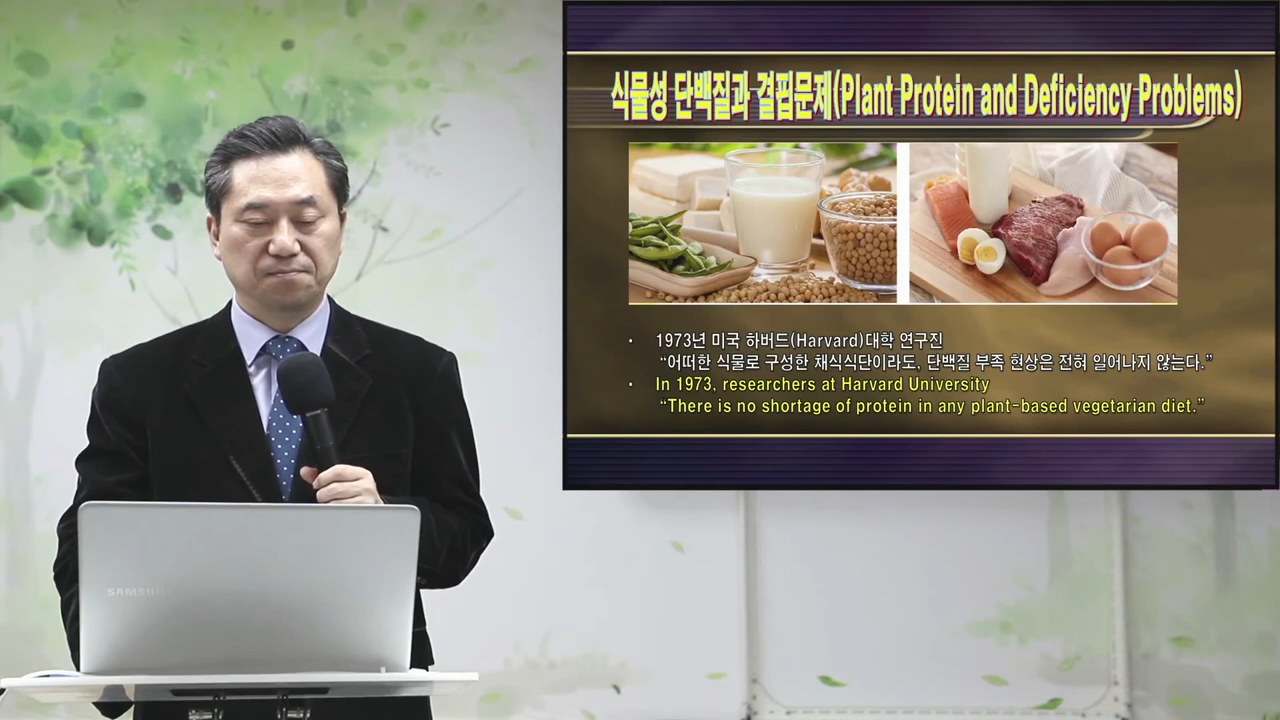 식물성 단백질과 결핍문제(Plant Protein and Deficiency Problems)
• 1973년 미국 하버드(Harvard)대학 연구진
“어떠한 식물로 구성한 채식식단이라도, 단백질 부족 현상은 전혀 일어나지 않는다.”
• In 1973, researchers at Harvard University
“There is no shortage of protein in any plant-based vegetarian diet.”
SAMSUNG